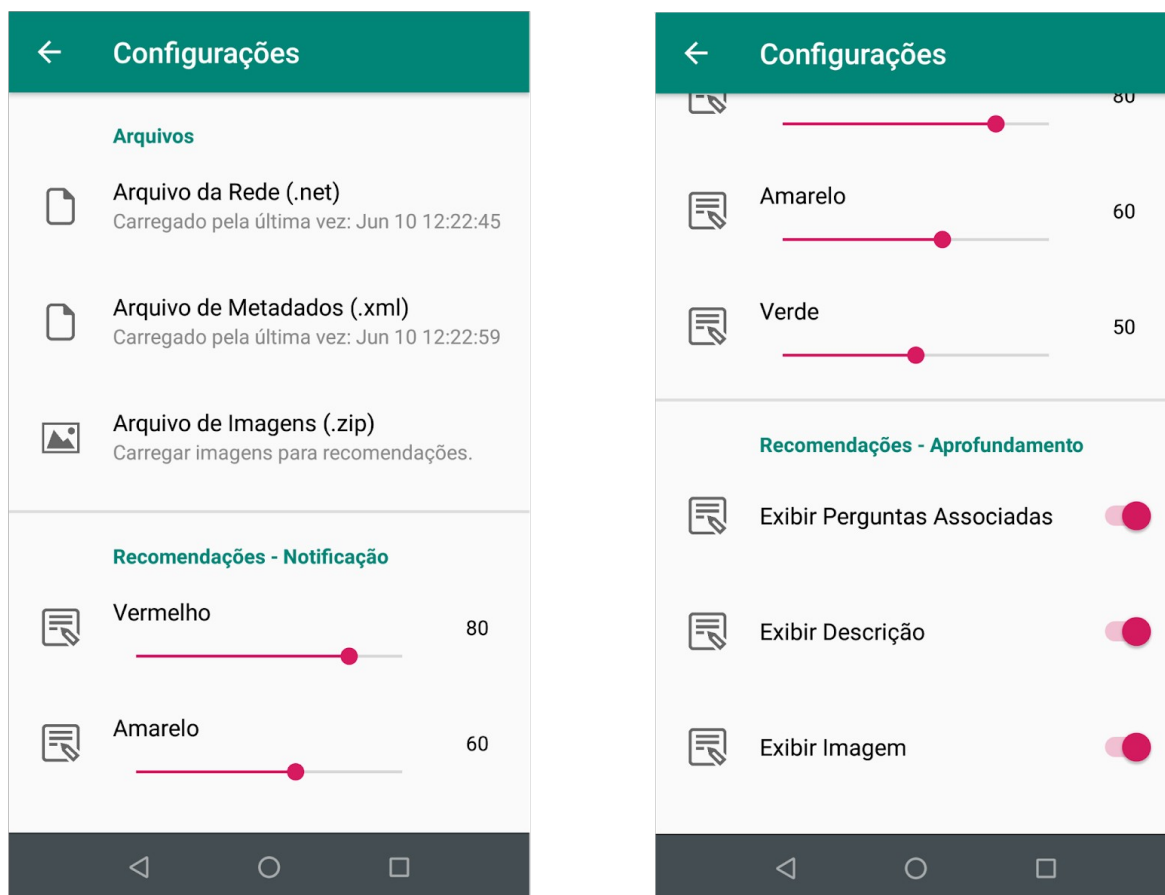 Configurações
Arquivos
Arquivo da Rede (.net)
Carregado pela última vez: Jun 10 12:22:45
Arquivo de Metadados (.xml)
Carregado pela última vez: Jun 10 12:22:59
Arquivo de Imagens (.zip)
Carregar imagens para recomendações.
Recomendações - Notificação
Vermelho
80
Amarelo
60
Configurações
80
Amarelo
60
Verde
50
Recomendações - Aprofundamento
Exibir Perguntas Associadas
Exibir Descrição
Exibir Imagem